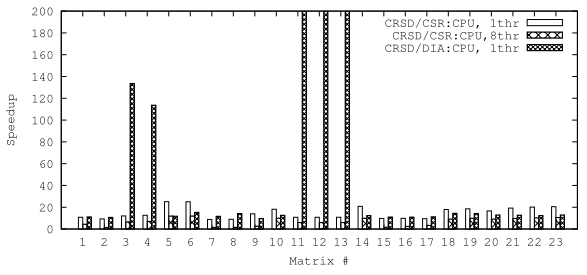 CRSD/CSR:CPU, 1thr
CRSD/CSR:CPU,8thr
CRSD/DIA:CPU, 1thr
200
180
160
140
120
100
80
60
40
20
0
Speedup
1 2 3 4 5 6 7 8 9 10 11 12 13 14 15 16 17 18 19 20 21 22 23
Matrix #